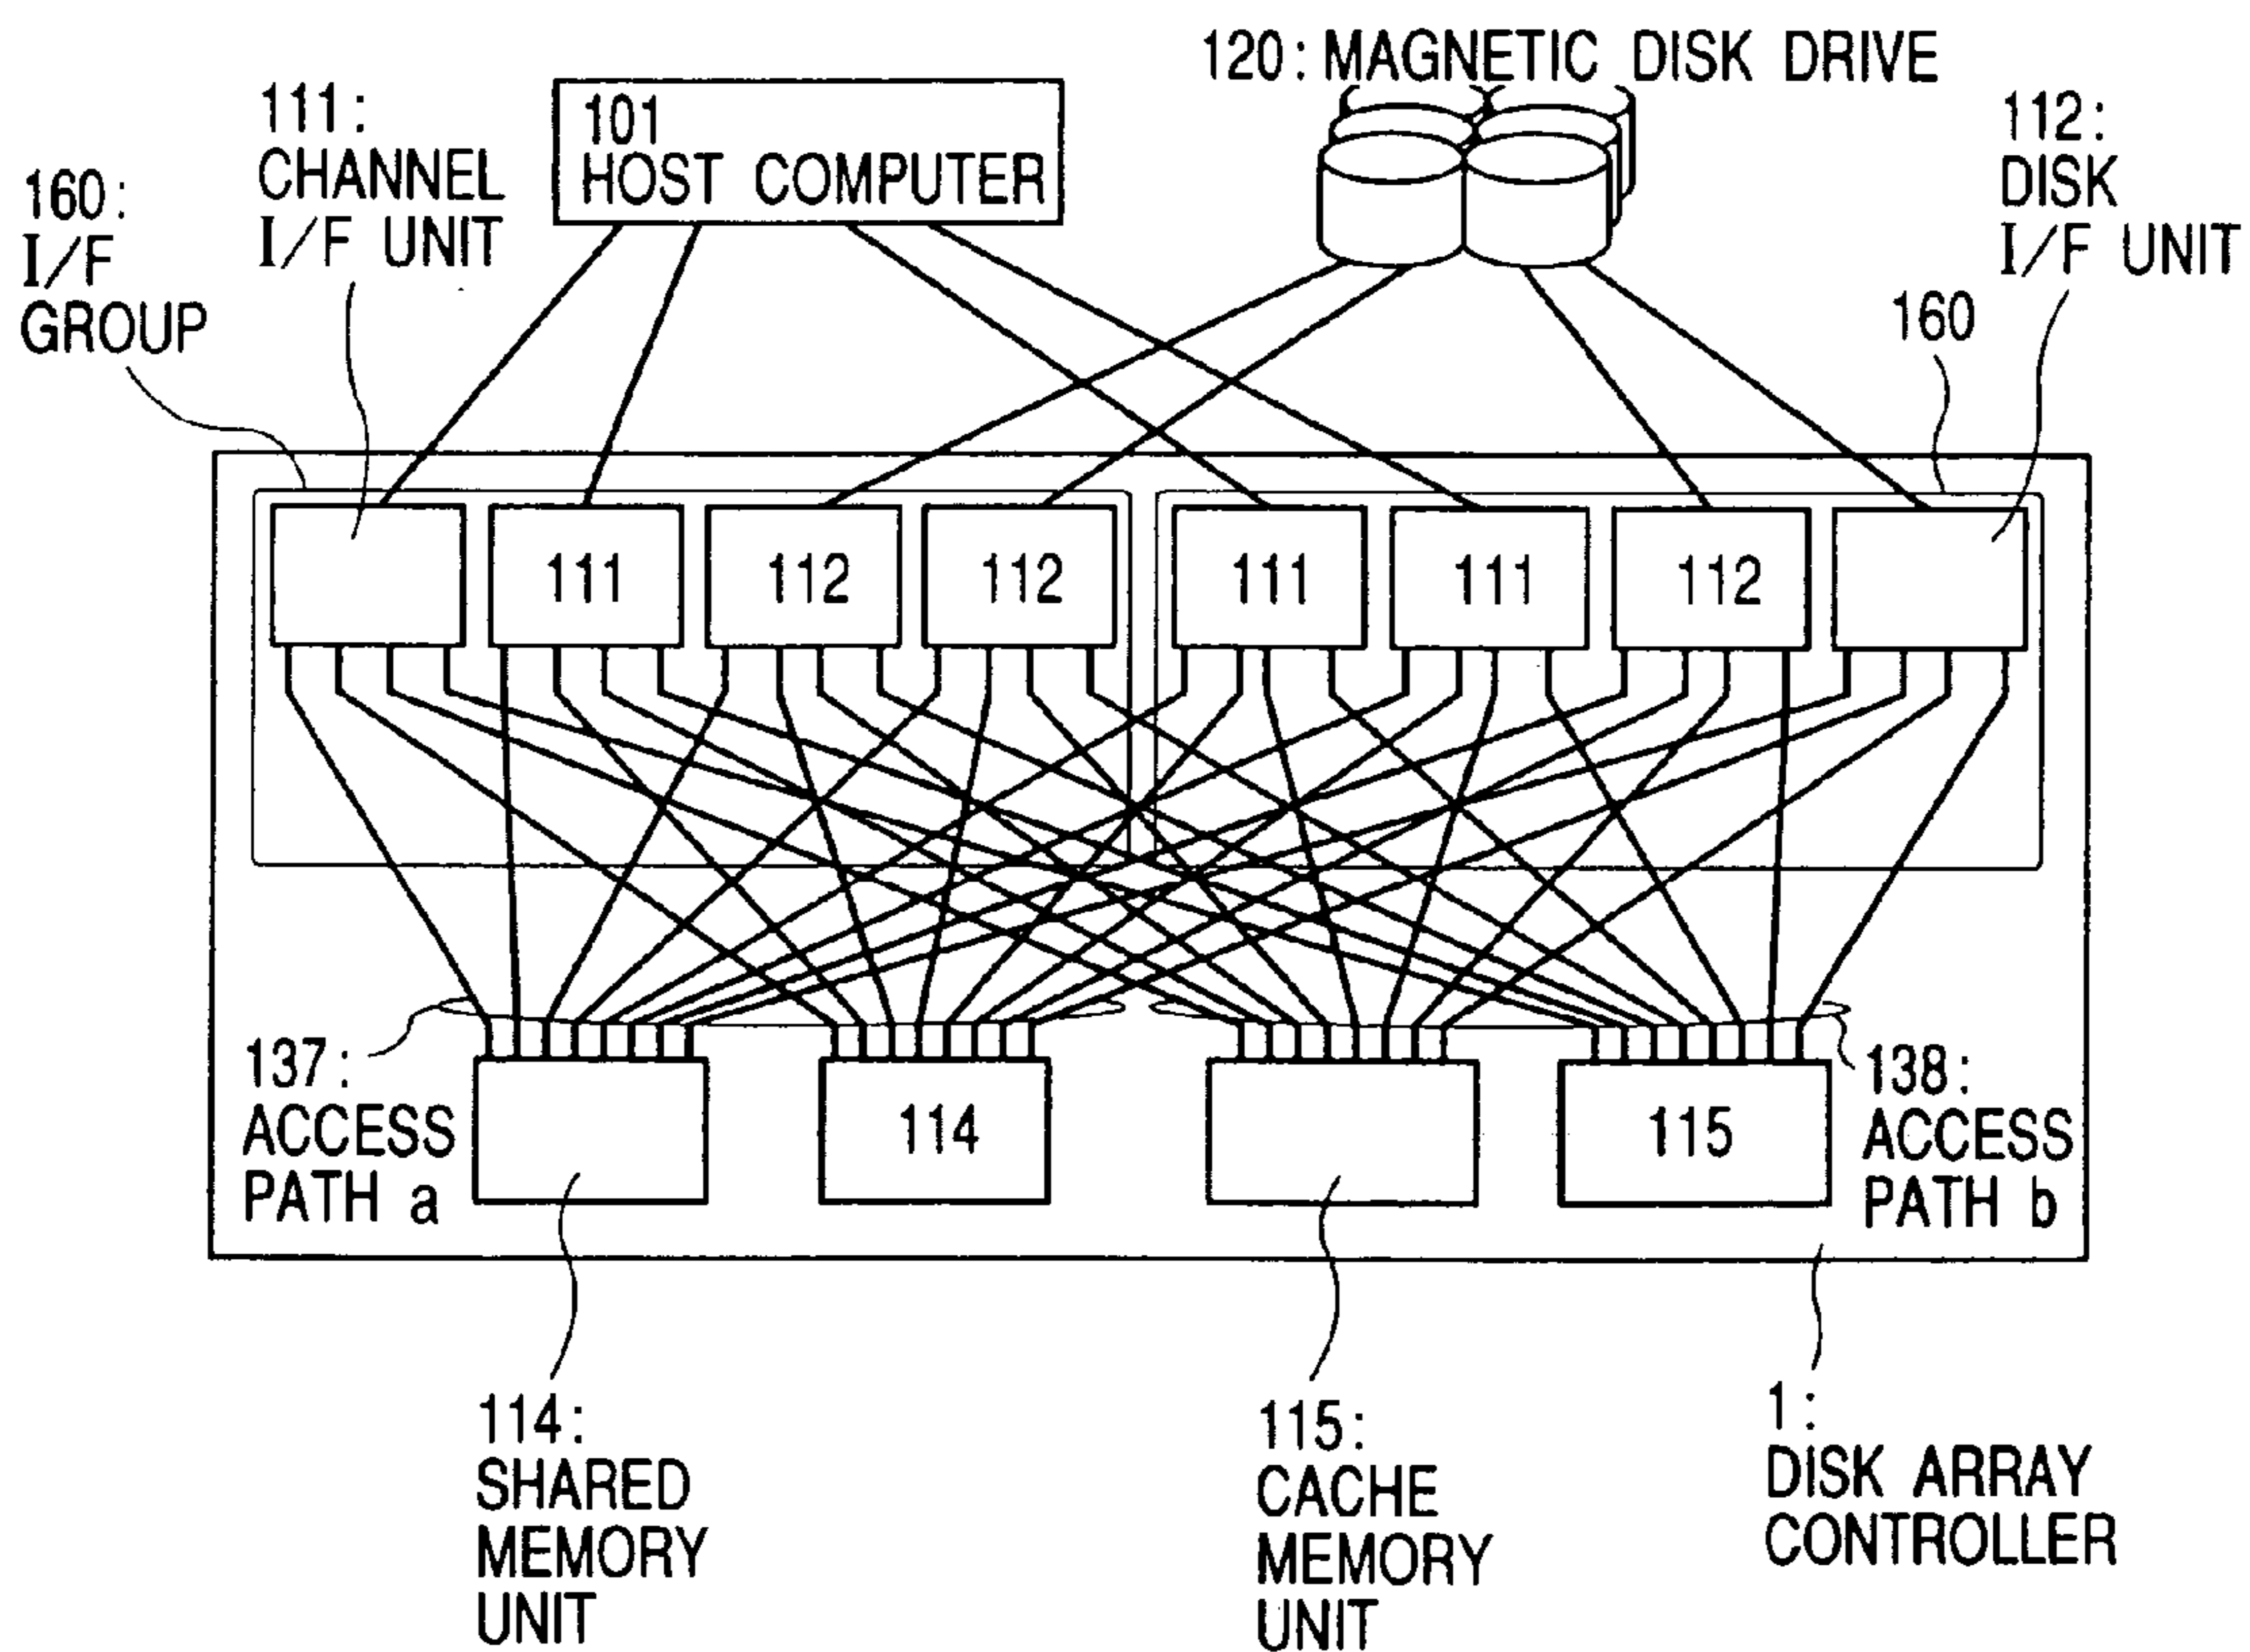 120: MAGNETIC DISK DRIVE
111:
CHANNEL
I/F UNIT
101
HOST COMPUTER
112:
DISK
I/F UNIT
160:
I/F
GROUP
160
111
112
112
111
111
112
137:
ACCESS
PATH a
114
115
138:
ACCESS
PATH b
114:
SHARED
MEMORY
UNIT
115:
CACHE
MEMORY
UNIT
1:
DISK ARRAY
CONTROLLER